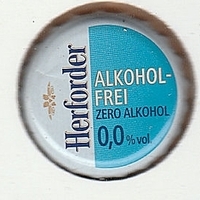 Herforder
ALKOHOL-
FREI
ZERO ALKOHOL
0,0% vol.